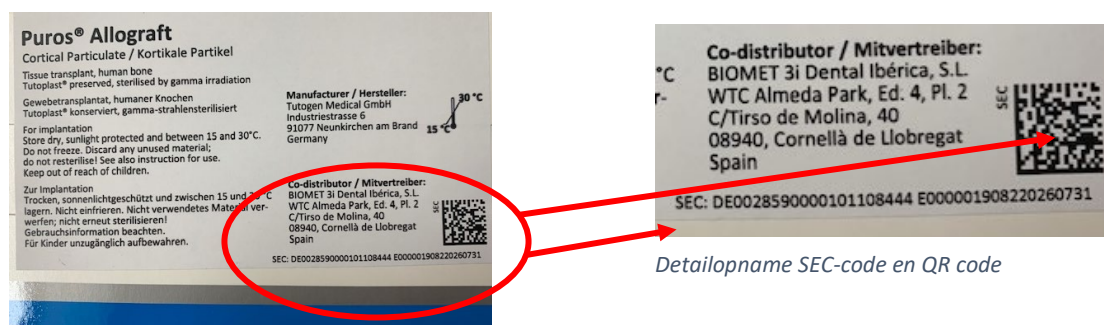 Puros® Allograft
Cortical Particulate / Kortikale Partikel
Tissue transplant, human bone
Tutoplast® preserved, sterilised by gamma irradiation
Gewebetransplantat, humaner Knochen
Tutoplast® konserviert, gamma-strahlensterilisiert
For implantation
Store dry, sunlight protected and between 15 and 30°C.
Do not freeze. Discard any unused material;
do not resterilise! See also instruction for use.
Keep out of reach of children.
Zur Implantation
Trocken, sonnenlichtgeschützt und zwischen 15 und °C
lagern. Nicht einfrieren. Nicht verwendetes Material ver-
werfen; nicht erneut sterilisieren!
Gebrauchsinformation beachten.
Für Kinder unzugänglich aufbewahren.
Manufacturer / Hersteller:
Tutogen Medical GmbH
Industriestrasse 6
91077 Neunkirchen am Brand
Germany
30 °C
15 °C
Co-distributor / Mitvertreiber:
BIOMET 3i Dental Ibérica, S.L.
WTC Almeda Park, Ed. 4, Pl. 2
C/Tirso de Molina, 40
08940, Cornellà de Llobregat
Spain
SEC
SEC: DE0028590000101108444 E000001908220260731
°C
r-
Co-distributor / Mitvertreiber:
BIOMET 3i Dental Ibérica, S.L.
WTC Almeda Park, Ed. 4, Pl. 2
C/Tirso de Molina, 40
08940, Cornellà de Llobregat
Spain
SEC
SEC: DE0028590000101108444 E000001908220260731
Detailopname SEC-code en QR code